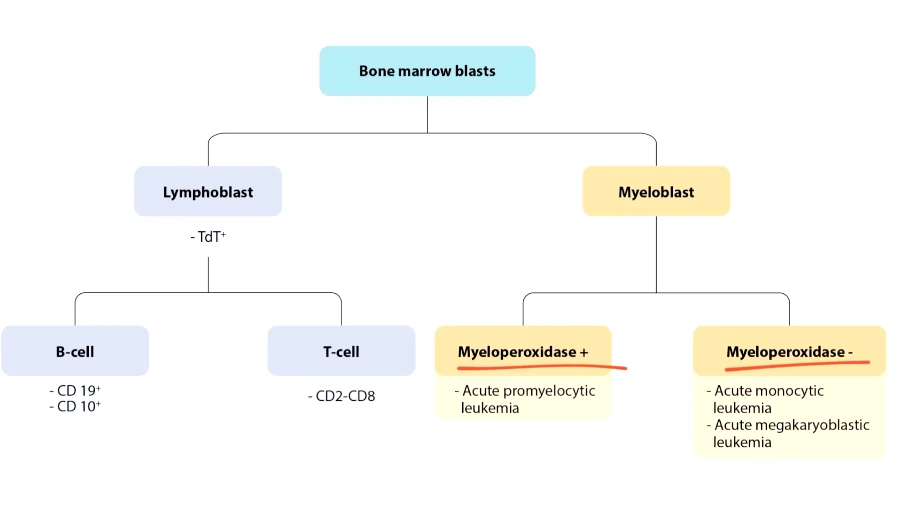 Bone marrow blasts
Lymphoblast
Myeloblast
- TdT⁺
B-cell
T-cell
Myeloperoxidase +
Myeloperoxidase -
- CD 19⁺
- CD 10⁺
- CD2-CD8
- Acute promyelocytic
leukemia
- Acute monocytic
leukemia
- Acute megakaryoblastic
leukemia